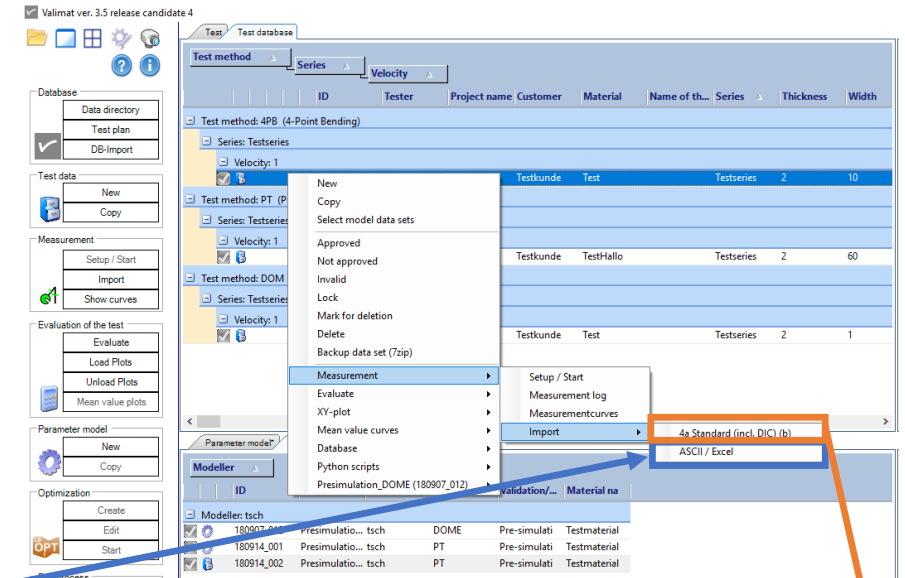 Valimat ver. 3.5 release candidate 4
Test
Test database
Test method
Series
Velocity
ID Tester Project name Customer Material Name of th... Series Thickness Width
Database
Data directory
Test plan
DB-Import
Test data
New
Copy
Measurement
Setup / Start
Import
Show curves
Evaluation of the test
Evaluate
Load Plots
Unload Plots
Mean value plots
Parameter model
New
Copy
Optimization
Create
Edit
OPT
Start
Test method: 4PB (4-Point Bending)
Series: Testseries
Velocity: 1
Testkunde Test Testseries 2 10
Test method: PT (P
Series: Testseries
Velocity: 1
Testkunde TestHallo Testseries 2 60
Test method: DOM
Series: Testseries
Velocity: 1
Testkunde Test Testseries 2 1
New
Copy
Select model data sets
Approved
Not approved
Invalid
Lock
Mark for deletion
Delete
Backup data set (7zip)
Measurement
Evaluate
XY-plot
Mean value curves
Database
Python scripts
Presimulation_DOME (180907_012)
Setup / Start
Measurement log
Measurementcurves
Import
4a Standard (incl. DIC) (b)
ASCII / Excel
Parameter model*
Modeller
ID Validation/... Material na
Modeller: tsch
Presimulatio... tsch DOME Pre-simulati Testmaterial
180914_001 Presimulatio... tsch PT Pre-simulati Testmaterial
180914_002 Presimulatio... tsch PT Pre-simulati Testmaterial